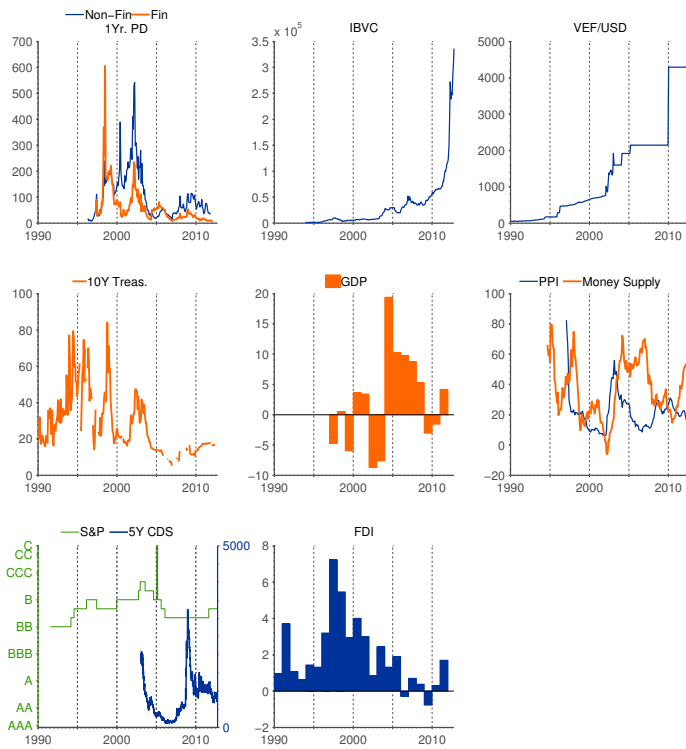 Non−Fin Fin
1Yr. PD
700
600
500
400
300
200
100
0
1990 2000 2010
x 10⁵ IBVC
3.5
3
2.5
2
1.5
1
0.5
0
1990 2000 2010
VEF/USD
5000
4000
3000
2000
1000
0
1990 2000 2010
10Y Treas.
100
80
60
40
20
0
1990 2000 2010
GDP
20
15
10
5
0
−5
−10
1990 2000 2010
PPI Money Supply
100
80
60
40
20
0
−20
1990 2000 2010
S&P 5Y CDS
C
CC
CCC
B
BB
BBB
A
AA
AAA
5000
0
1990 2000 2010
FDI
8
6
4
2
0
−2
1990 2000 2010